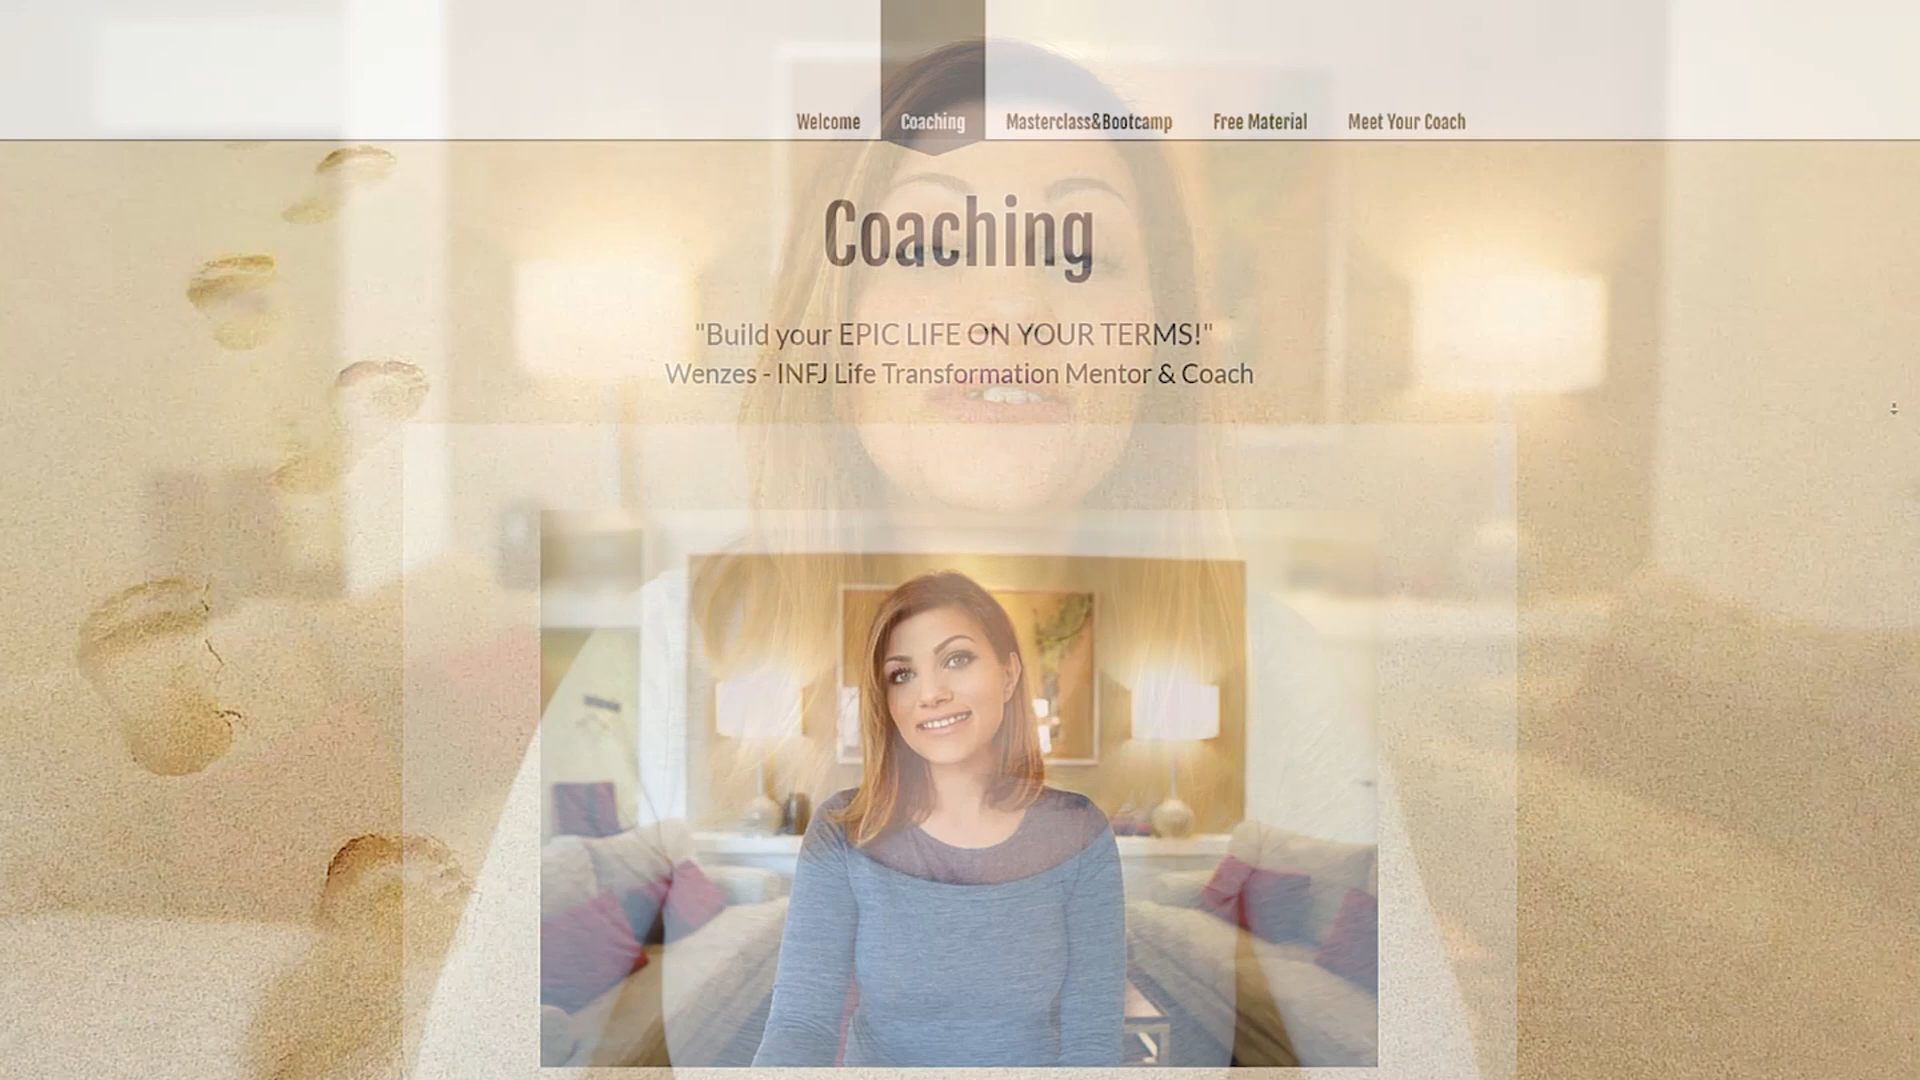 Welcome Coaching Masterclass&Bootcamp Free Material Meet Your Coach
Coaching
"Build your EPIC LIFE ON YOUR TERMS!"
Wenzes - INFJ Life Transformation Mentor & Coach